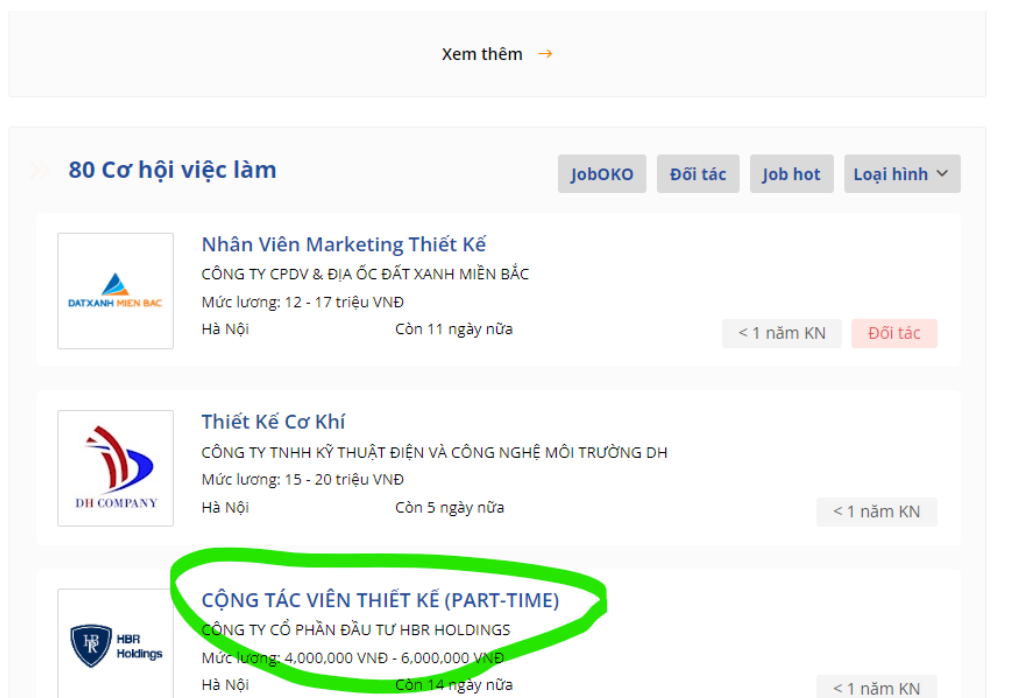 Xem thêm →
80 Cơ hội việc làm
JobOKO Đối tác Job hot Loại hình
Nhân Viên Marketing Thiết Kế
CÔNG TY CPDV & ĐỊA ỐC ĐẤT XANH MIỀN BẮC
DATXANH MIEN BAC
Mức lương: 12 - 17 triệu VNĐ
Hà Nội Còn 11 ngày nữa
< 1 năm KN Đối tác
Thiết Kế Cơ Khí
CÔNG TY TNHH KỸ THUẬT ĐIỆN VÀ CÔNG NGHỆ MÔI TRƯỜNG DH
Mức lương: 15 - 20 triệu VNĐ
DH COMPANY
Hà Nội Còn 5 ngày nữa
< 1 năm KN
CỘNG TÁC VIÊN THIẾT KẾ (PART-TIME)
CÔNG TY CỔ PHẦN ĐẦU TƯ HBR HOLDINGS
HBR
Holdings
Mức lương: 4,000,000 VNĐ - 6,000,000 VNĐ
Hà Nội Còn 14 ngày nữa
< 1 năm KN